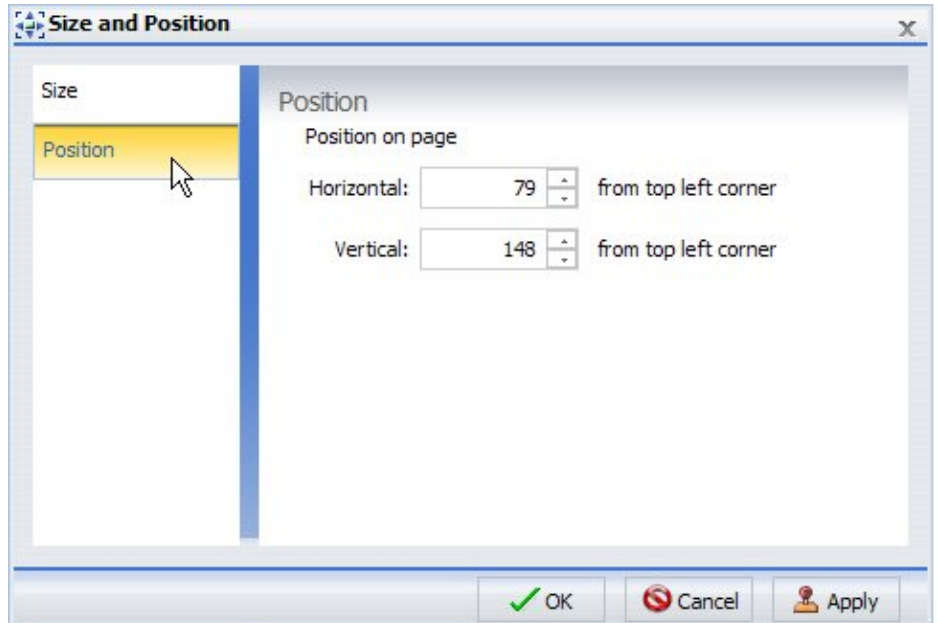 Size and Position
x
Size
Position
Position
Position on page
Horizontal: 79 from top left corner
Vertical: 148 from top left corner
OK Cancel Apply